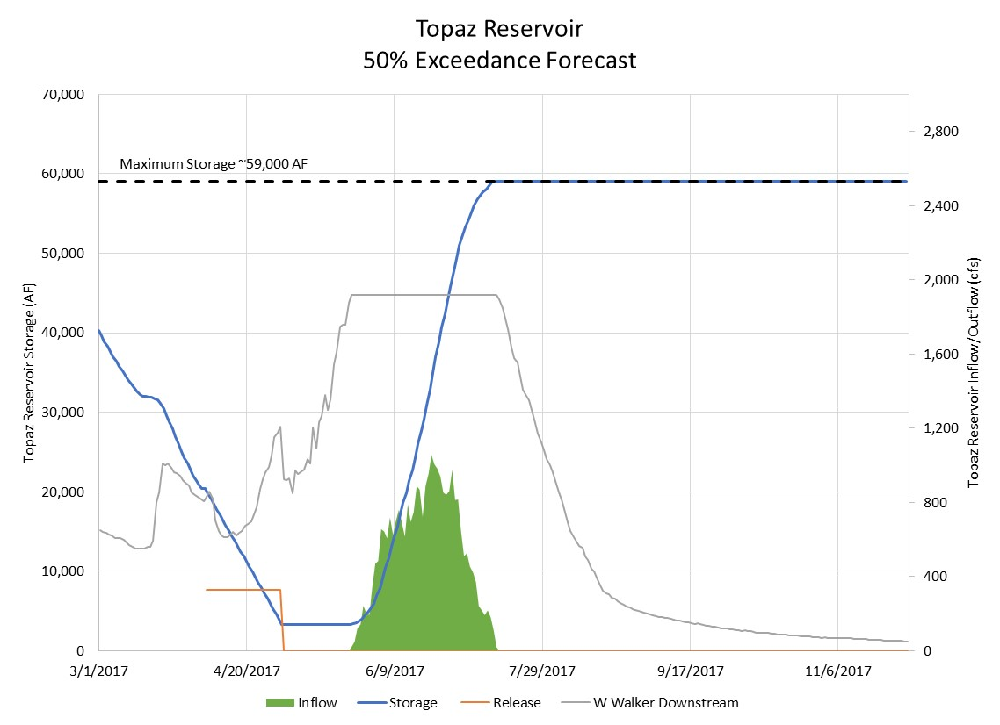 Topaz Reservoir
50% Exceedance Forecast
70,000
60,000
50,000
40,000
30,000
20,000
10,000
0
Topaz Reservoir Storage (AF)
Maximum Storage ~59,000 AF
2,800
2,400
2,000
1,600
1,200
800
400
0
Topaz Reservoir Inflow/Outflow (cfs)
3/1/2017 4/20/2017 6/9/2017 7/29/2017 9/17/2017 11/6/2017
Inflow Storage Release W Walker Downstream